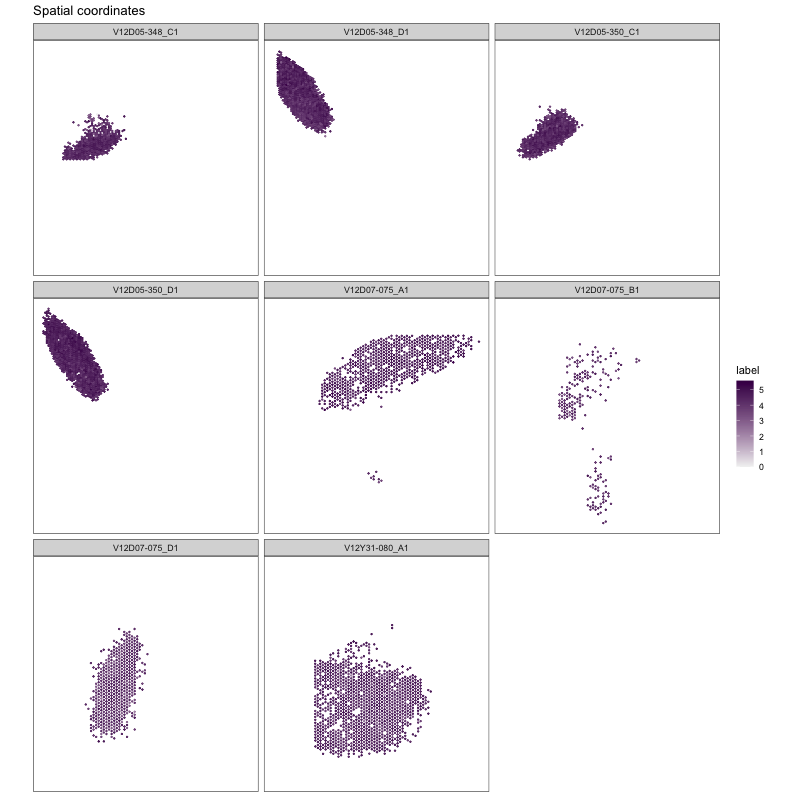 Spatial coordinates
V12D05-348_C1
V12D05-348_D1
V12D05-350_C1
V12D05-350_D1
V12D07-075_A1
V12D07-075_B1
label
5
4
3
2
1
0
V12D07-075_D1
V12Y31-080_A1